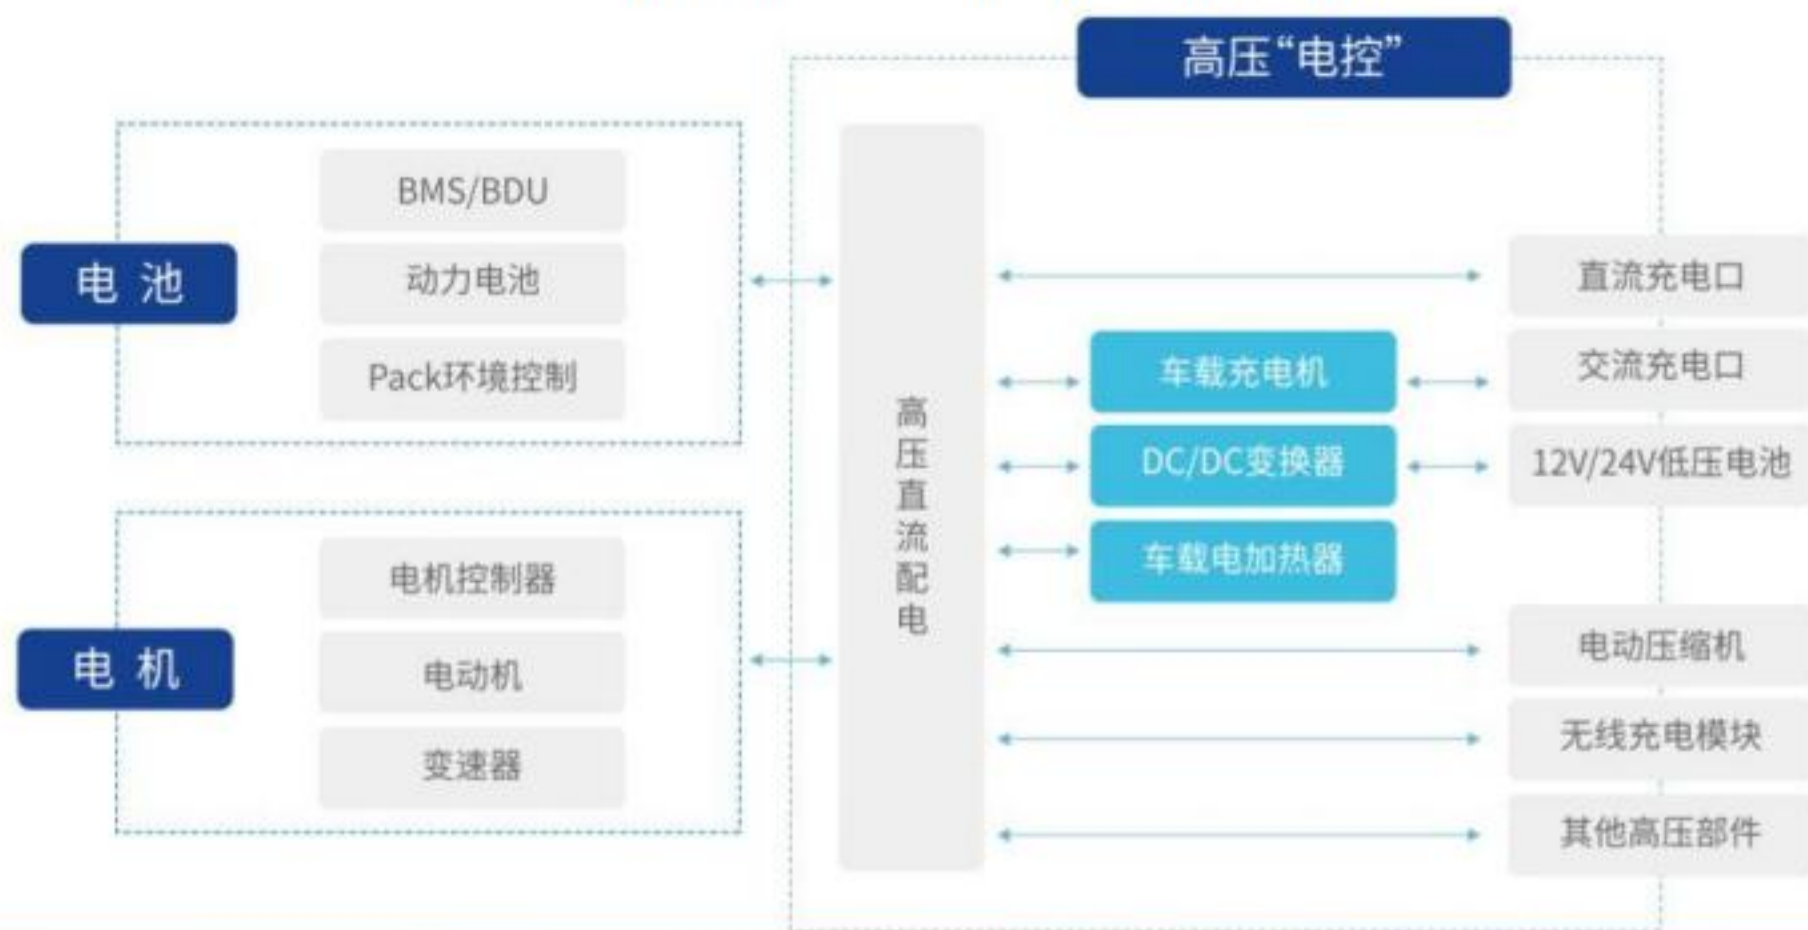 高压“电控”
电池
BMS/BDU
动力电池
Pack环境控制
电机
电机控制器
电动机
变速器
高压直流配电
车载充电机
DC/DC变换器
车载电加热器
直流充电口
交流充电口
12V/24V低压电池
电动压缩机
无线充电模块
其他高压部件